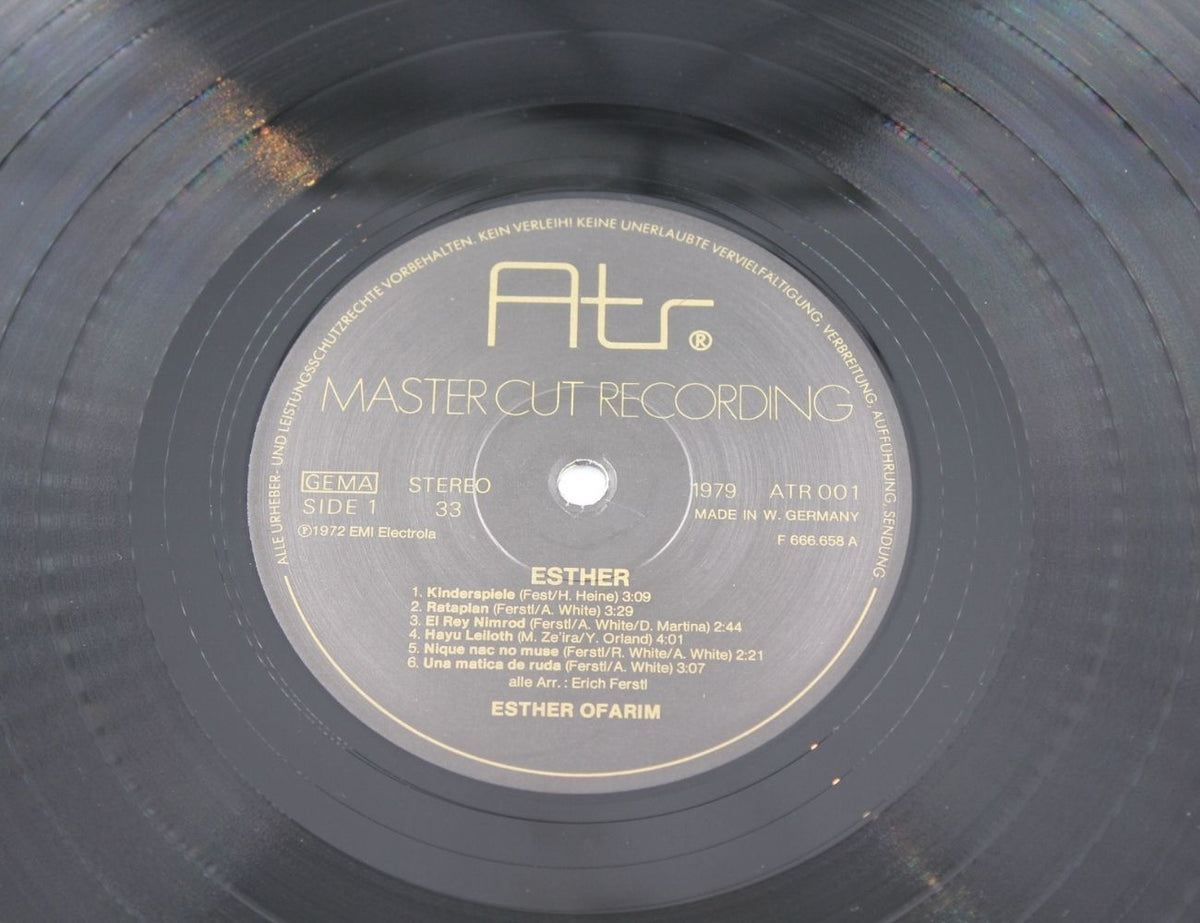 ALLE URHEBER- UND LEISTUNGSSCHUTZRECHTE VORBEHALTEN. KEIN VERLEIH! KEINE UNERLAUBTE VERVIELFÄLTIGUNG, VERBREITUNG, AUFFÜHRUNG, SENDUNG
Atr®
MASTER CUT RECORDING
GEMA STEREO 1979 ATR 001
SIDE 1 33 MADE IN W. GERMANY
℗1972 EMI Electrola F 666.658 A
ESTHER
1. Kinderspiele (Fest/H. Heine) 3:09
2. Rataplan (Ferstl/A. White) 3:29
3. El Rey Nimrod (Ferstl/A. White/D. Martina) 2:44
4. Hayu Leiloth (M. Ze'ira/Y. Orland) 4:01
5. Nique nac no muse (Ferstl/R. White/A. White) 2:21
6. Una matica de ruda (Ferstl/A. White) 3:07
alle Arr.: Erich Ferstl
ESTHER OFARIM